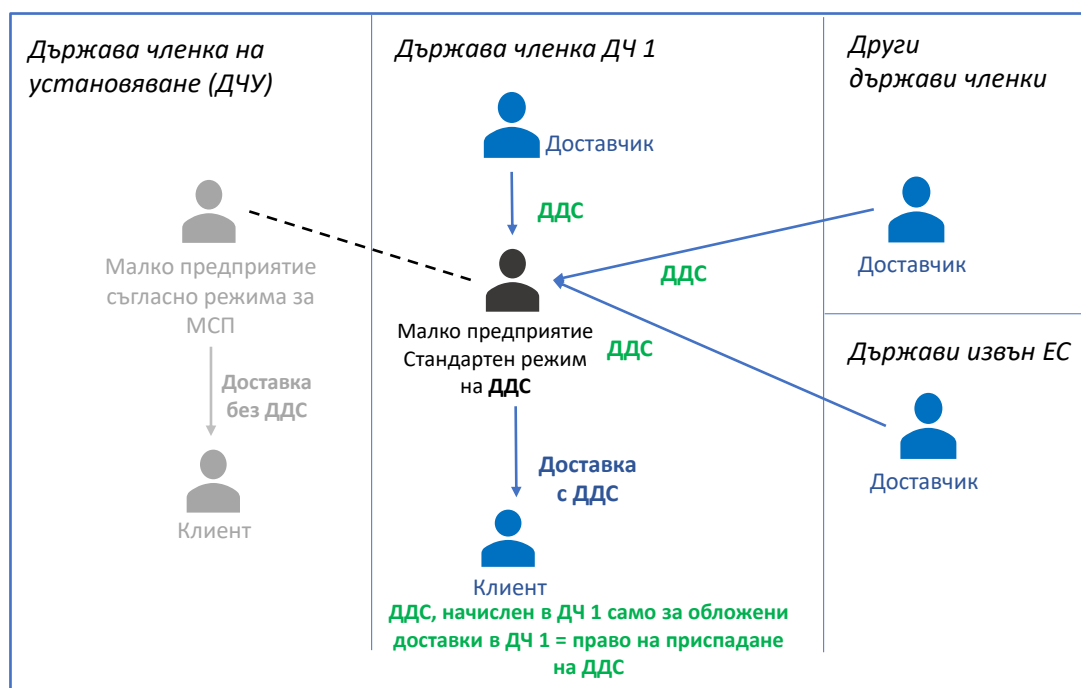 Държава членка на
установяване (ДЧУ)
Малко предприятие
съгласно режима за
МСП
Доставка
без ДДС
Клиент
Държава членка ДЧ 1
Доставчик
ДДС
ДДС
ДДС
Малко предприятие
Стандартен режим
на ДДС
Доставка
с ДДС
Клиент
ДДС, начислен в ДЧ 1 само за обложени
доставки в ДЧ 1 = право на приспадане
на ДДС
Други
държави членки
Доставчик
Държави извън ЕС
Доставчик